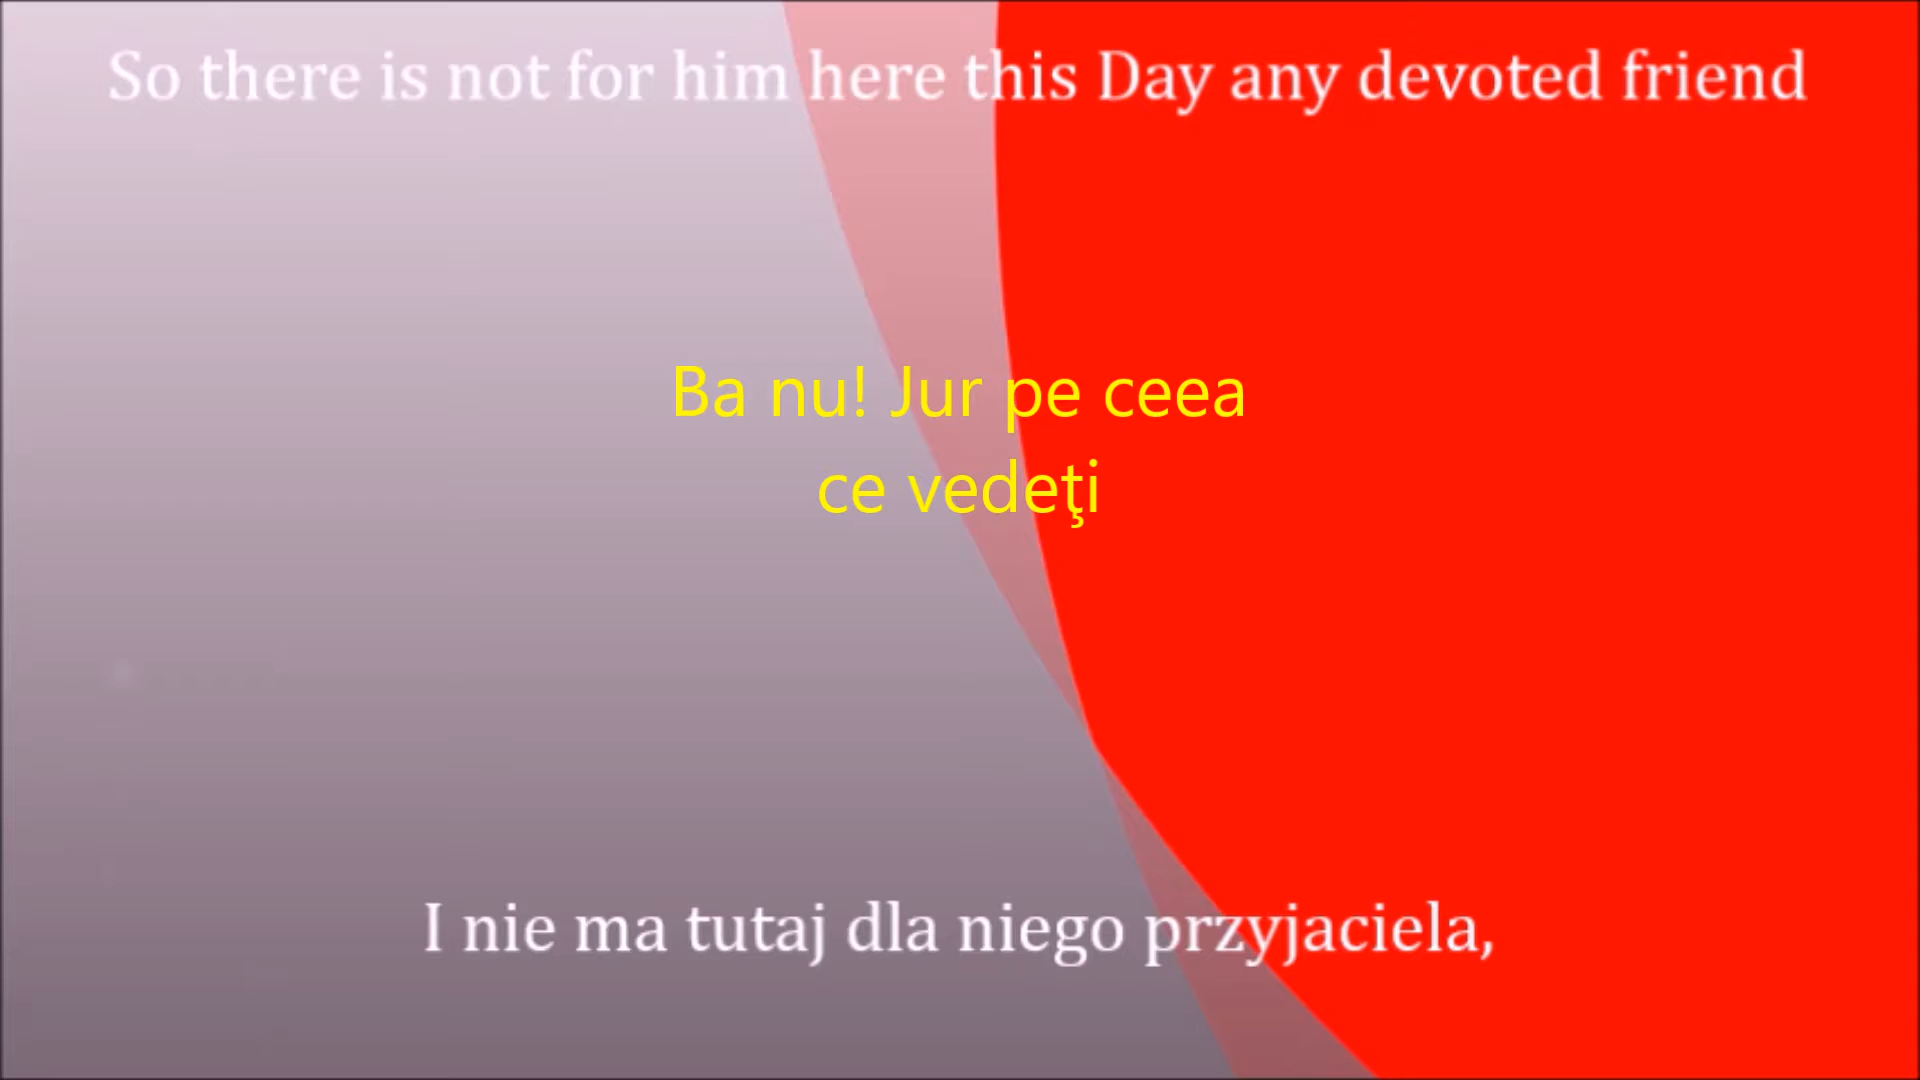 So there is not for him here this Day any devoted friend
Ba nu! Jur pe ceea
ce vedeţi
I nie ma tutaj dla niego przyjaciela,